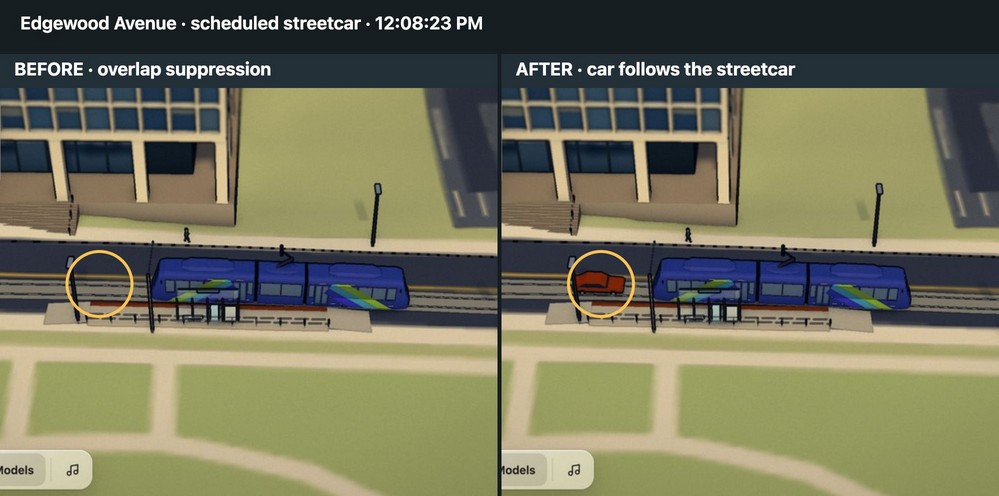 Edgewood Avenue · scheduled streetcar · 12:08:23 PM
BEFORE · overlap suppression
AFTER · car follows the streetcar
Models
Models